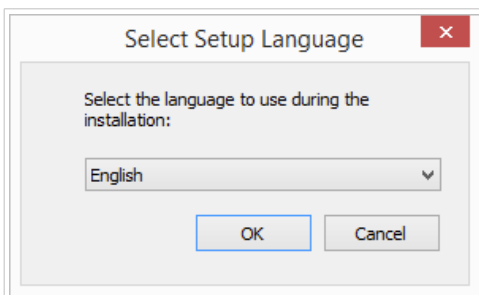 Select Setup Language
Select the language to use during the
installation:
English
OK
Cancel